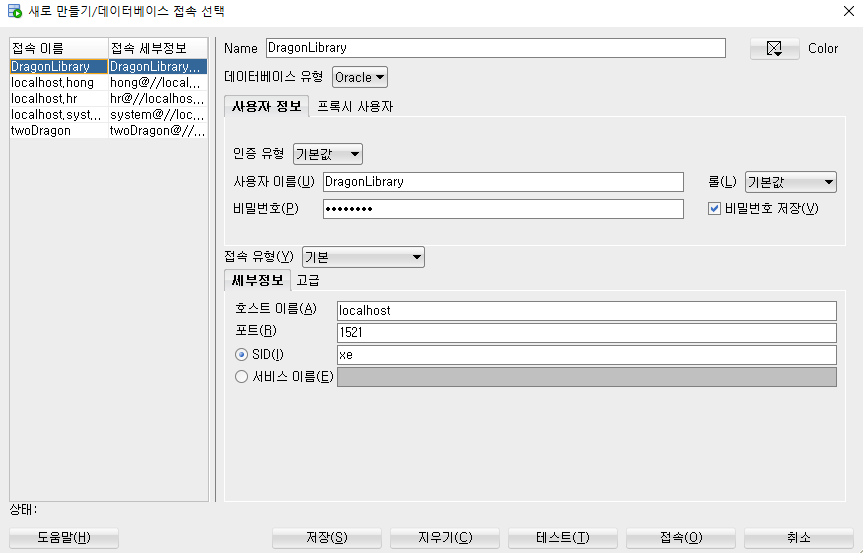 새로 만들기/데이터베이스 접속 선택
접속 이름 접속 세부정보
DragonLibrary DragonLibrary,...
localhost,hong hong@//local...
localhost,hr hr@//localhos...
localhost,syst,... system@//loc...
twoDragon twoDragon@//...
Name DragonLibrary Color
데이터베이스 유형 Oracle
사용자 정보 프록시 사용자
인증 유형 기본값
사용자 이름(U) DragonLibrary 롤(L) 기본값
비밀번호(P) •••••••• 비밀번호 저장(V)
접속 유형(Y) 기본
세부정보 고급
호스트 이름(A) localhost
포트(R) 1521
SID(I) xe
서비스 이름(E)
상태:
도움말(H) 저장(S) 지우기(C) 테스트(T) 접속(O) 취소